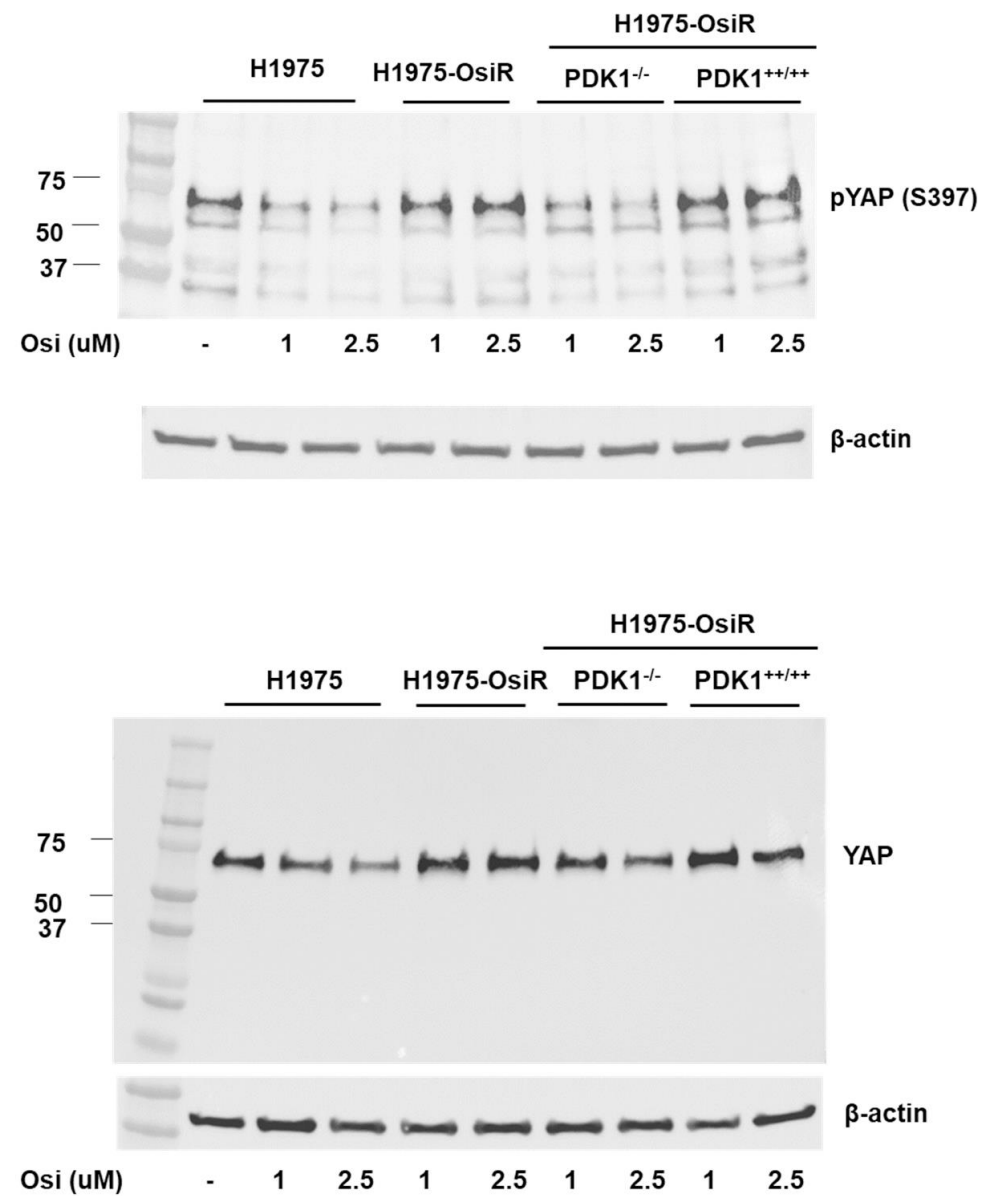 H1975-OsiR
H1975 H1975-OsiR PDK1-/- PDK1++/++
75
50
37
pYAP (S397)
Osi (uM) - 1 2.5 1 2.5 1 2.5 1 2.5
β-actin
H1975-OsiR
H1975 H1975-OsiR PDK1-/- PDK1++/++
75
50
37
YAP
β-actin
Osi (uM) - 1 2.5 1 2.5 1 2.5 1 2.5